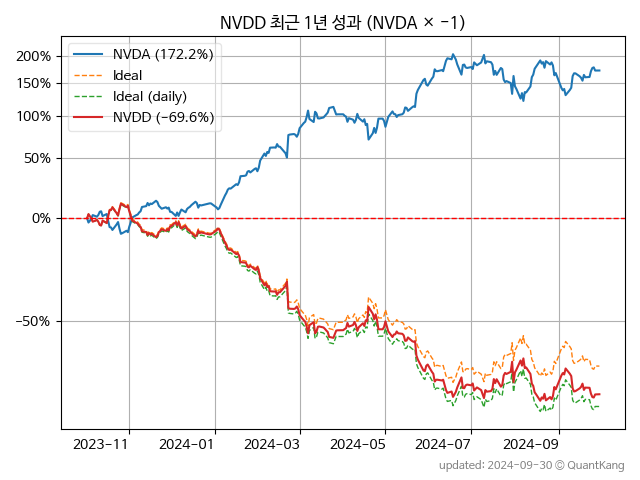 NVDD 최근 1년 성과 (NVDA × −1)
NVDA (172.2%)
Ideal
Ideal (daily)
NVDD (−69.6%)
200%
150%
100%
50%
0%
−50%
2023-11
2024-01
2024-03
2024-05
2024-07
2024-09
updated: 2024-09-30 © QuantKang